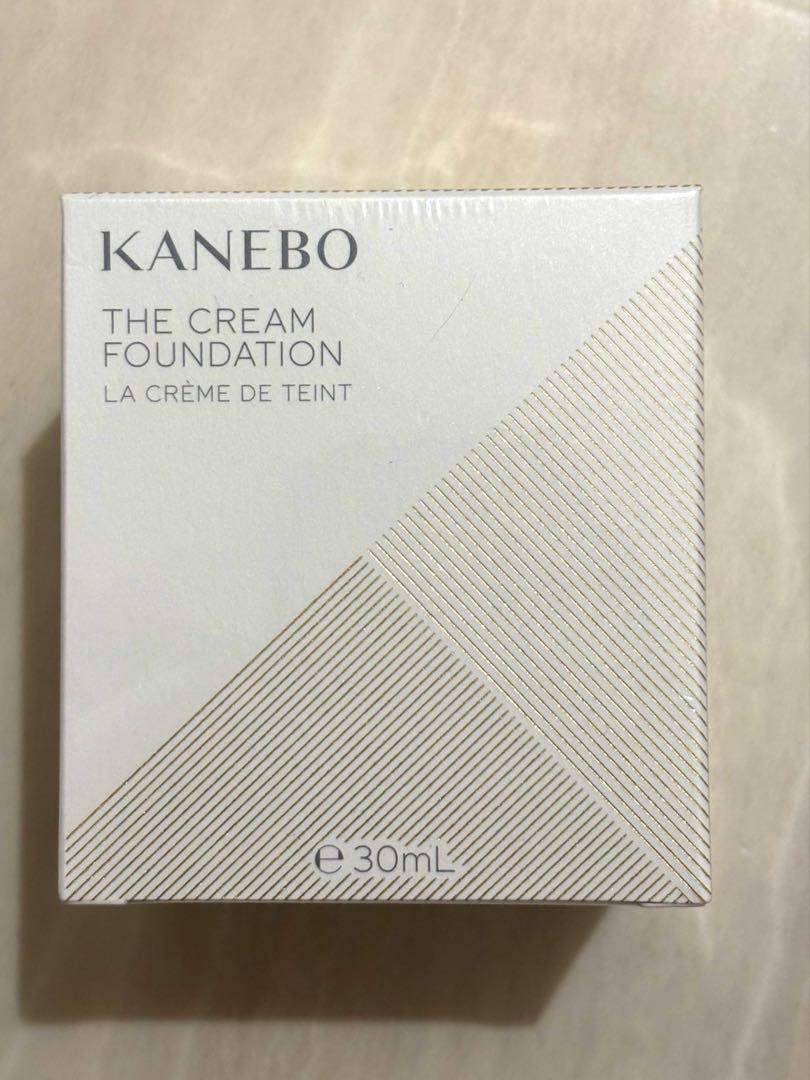 KANEBO
THE CREAM
FOUNDATION
LA CRÈME DE TEINT
℮ 30mL